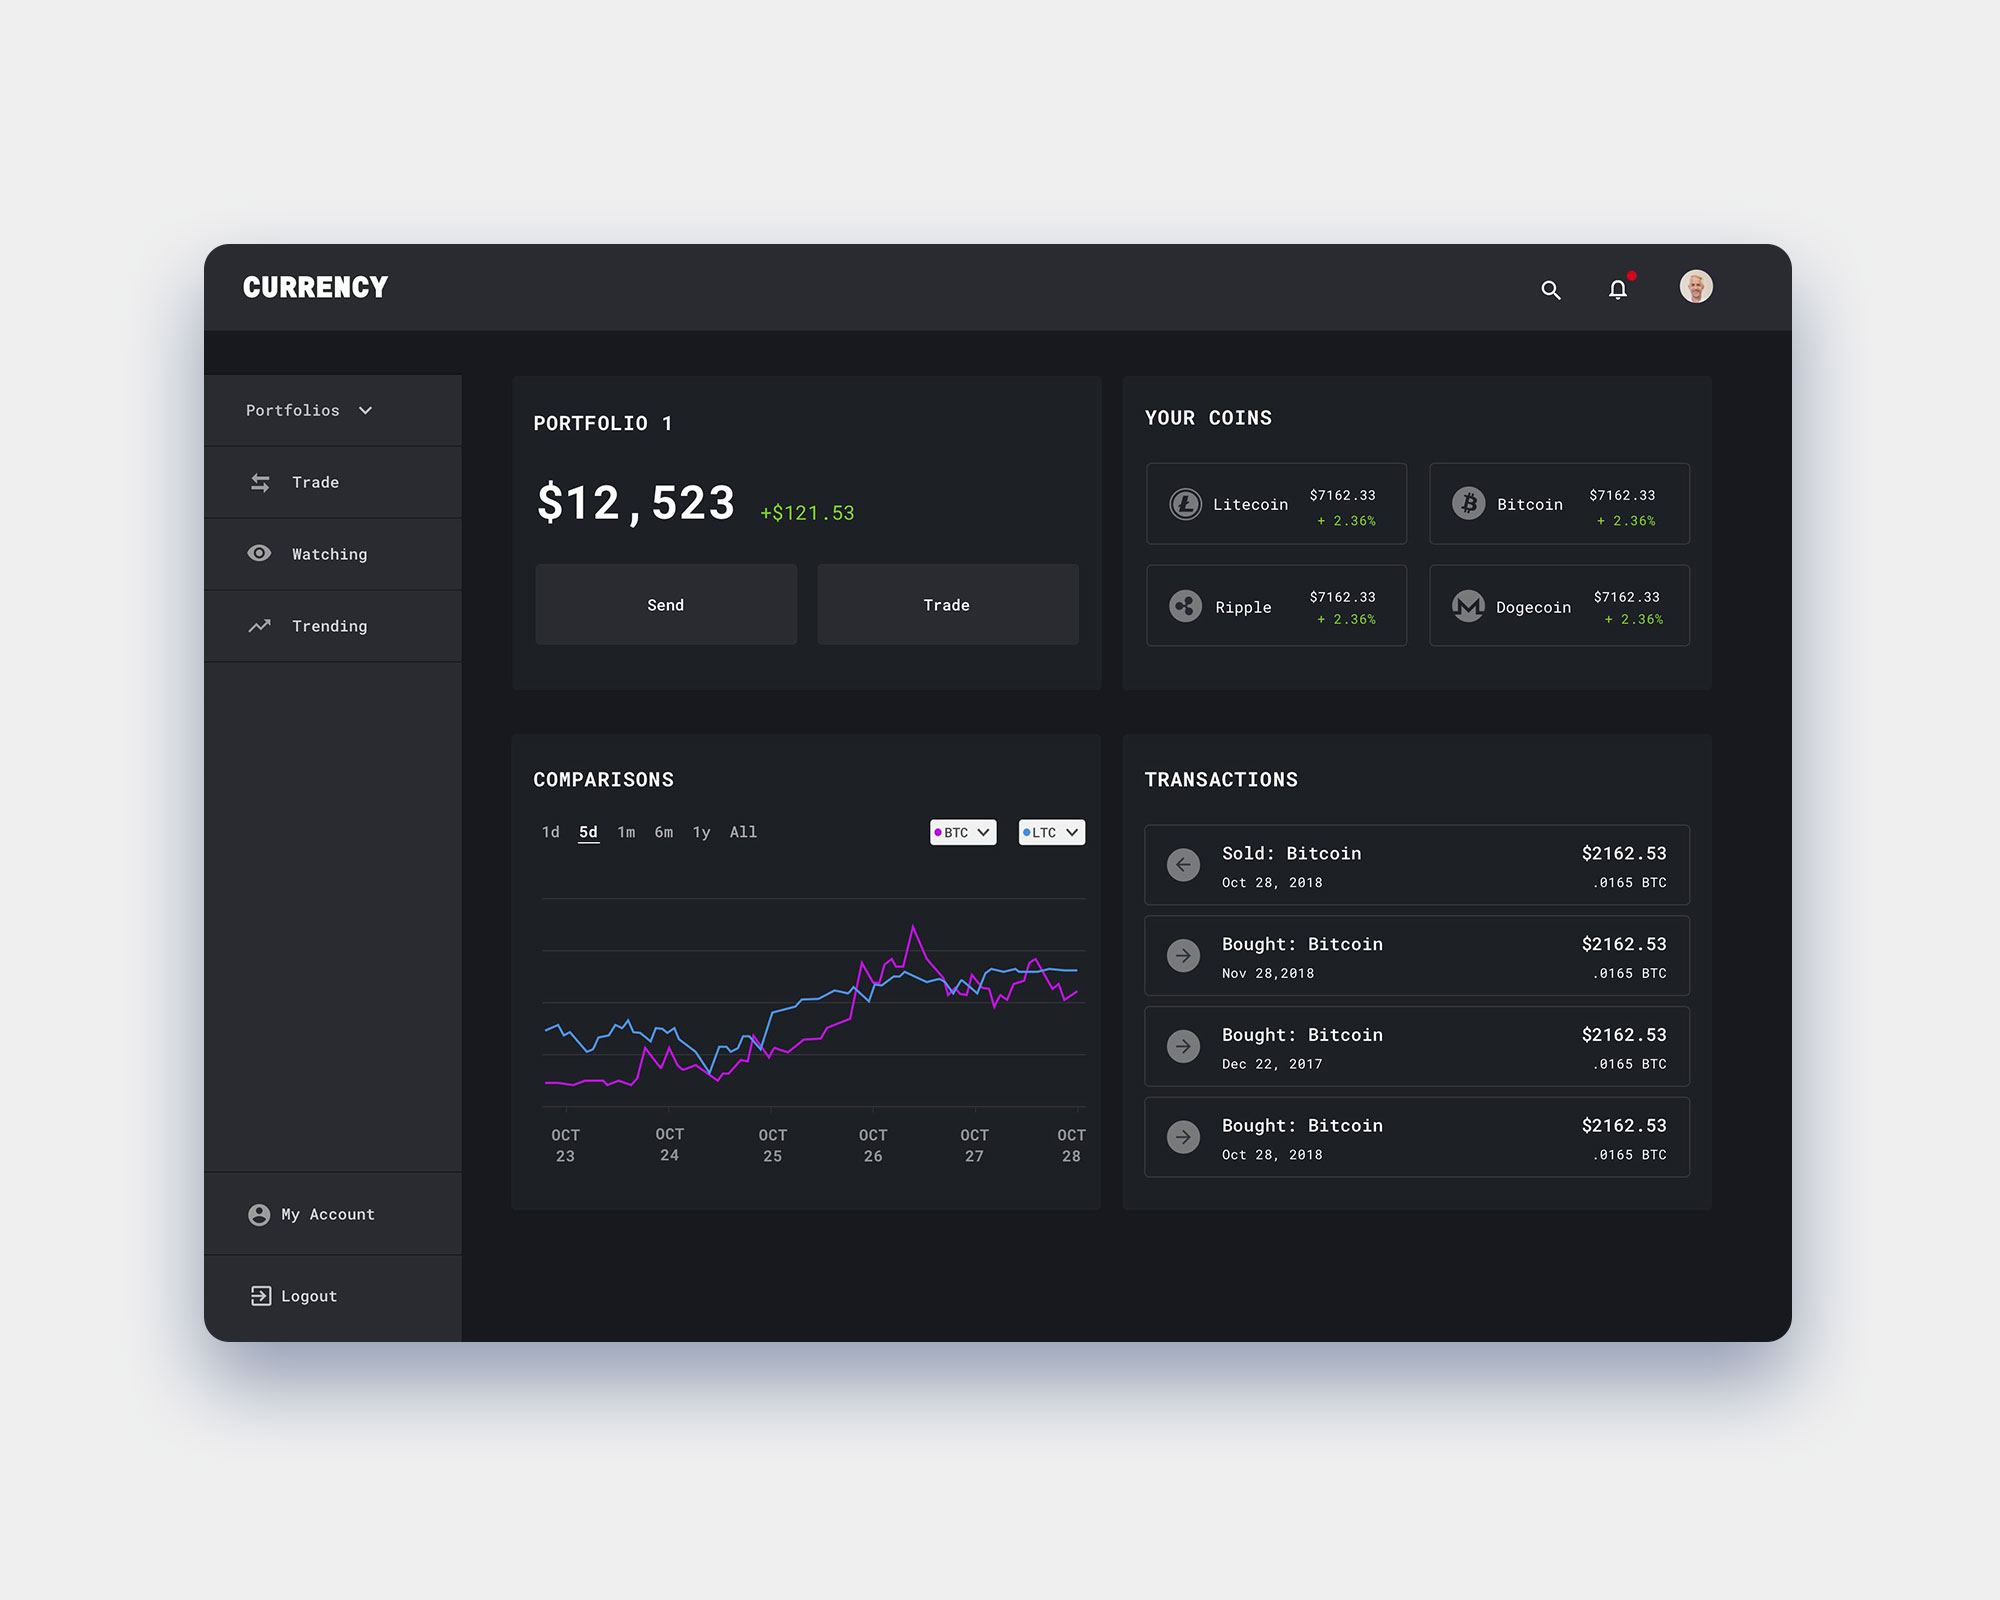 CURRENCY
Portfolios
Trade
Watching
Trending
My Account
Logout
PORTFOLIO 1
$12,523 +$121.53
Send Trade
YOUR COINS
Litecoin $7162.33
+ 2.36%
Bitcoin $7162.33
+ 2.36%
Ripple $7162.33
+ 2.36%
Dogecoin $7162.33
+ 2.36%
COMPARISONS
1d 5d 1m 6m 1y All BTC LTC
OCT OCT OCT OCT OCT OCT
23 24 25 26 27 28
TRANSACTIONS
Sold: Bitcoin $2162.53
Oct 28, 2018 .0165 BTC
Bought: Bitcoin $2162.53
Nov 28,2018 .0165 BTC
Bought: Bitcoin $2162.53
Dec 22, 2017 .0165 BTC
Bought: Bitcoin $2162.53
Oct 28, 2018 .0165 BTC